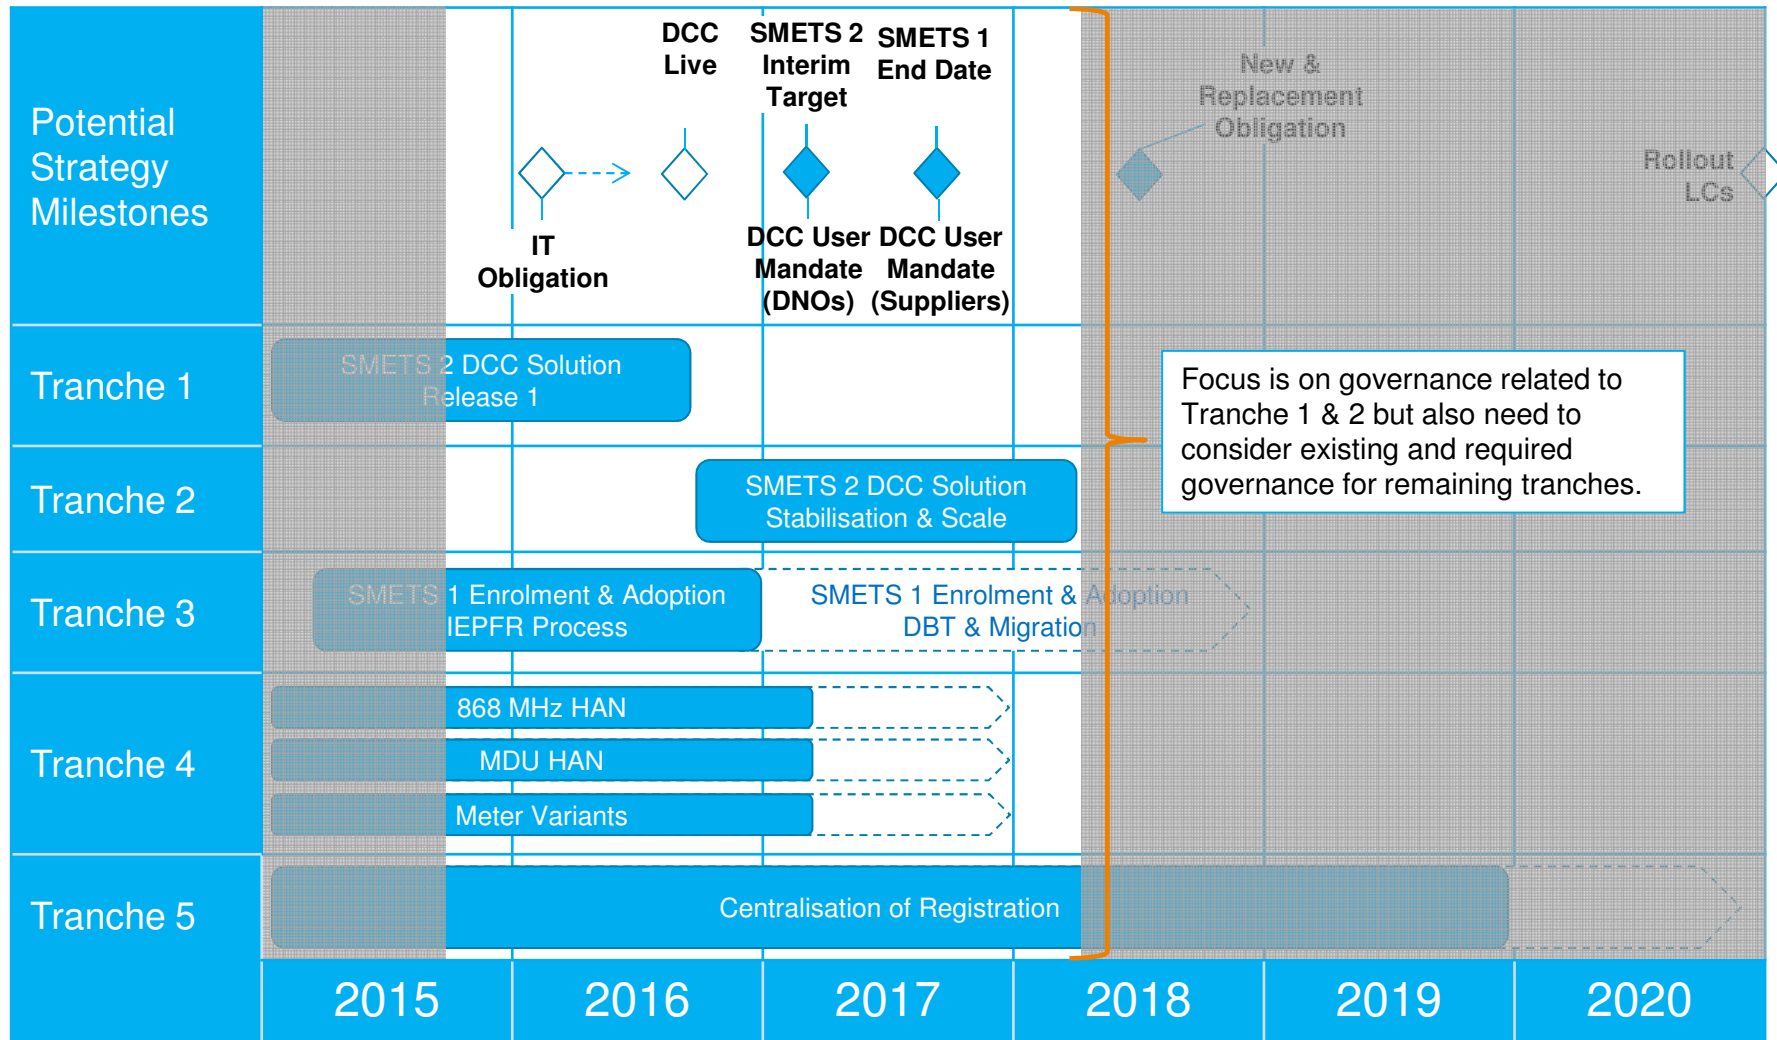 Potential
Strategy
Milestones
DCC
Live
SMETS 2
Interim
Target
SMETS 1
End Date
New &
Replacement
Obligation
Rollout
LCs
IT
Obligation
DCC User
Mandate
(DNOs)
DCC User
Mandate
(Suppliers)
Tranche 1
SMETS 2 DCC Solution
Release 1
Focus is on governance related to
Tranche 1 & 2 but also need to
consider existing and required
governance for remaining tranches.
Tranche 2
SMETS 2 DCC Solution
Stabilisation & Scale
Tranche 3
SMETS 1 Enrolment & Adoption
IEPFR Process
SMETS 1 Enrolment & Adoption
DBT & Migration
Tranche 4
868 MHz HAN
MDU HAN
Meter Variants
Tranche 5
Centralisation of Registration
2015
2016
2017
2018
2019
2020